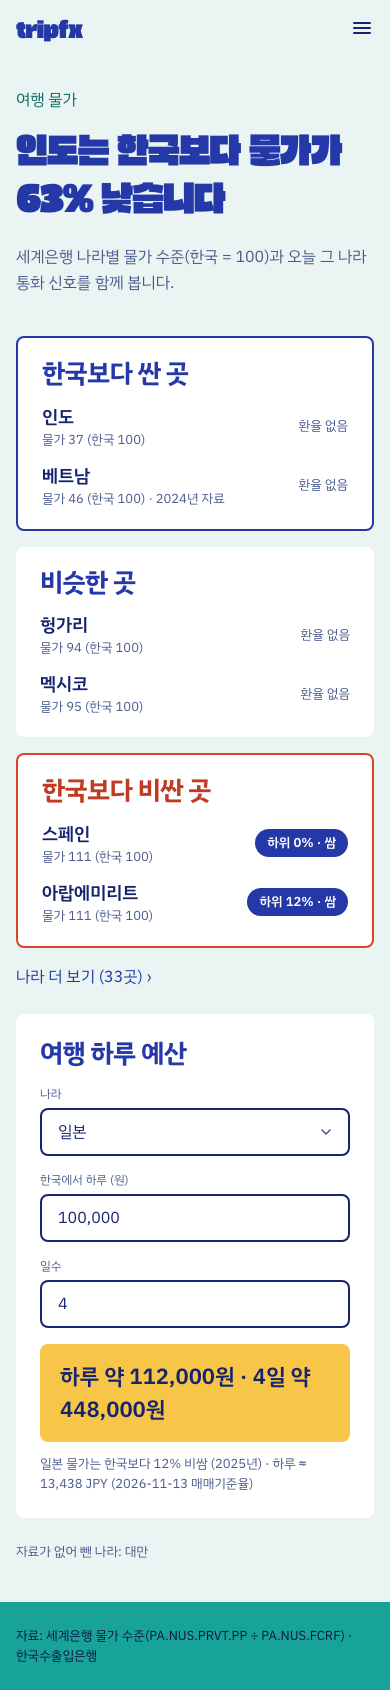 tripfx
여행 물가
인도는 한국보다 물가가
63% 낮습니다
세계은행 나라별 물가 수준(한국 = 100)과 오늘 그 나라
통화 신호를 함께 봅니다.
한국보다 싼 곳
인도
물가 37 (한국 100)
환율 없음
베트남
물가 46 (한국 100) · 2024년 자료
환율 없음
비슷한 곳
헝가리
물가 94 (한국 100)
환율 없음
멕시코
물가 95 (한국 100)
환율 없음
한국보다 비싼 곳
스페인
물가 111 (한국 100)
하위 0% · 쌈
아랍에미리트
물가 111 (한국 100)
하위 12% · 쌈
나라 더 보기 (33곳) ›
여행 하루 예산
나라
일본
한국에서 하루 (원)
100,000
일수
4
하루 약 112,000원 · 4일 약
448,000원
일본 물가는 한국보다 12% 비쌈 (2025년) · 하루 ≈
13,438 JPY (2026-11-13 매매기준율)
자료가 없어 뺀 나라: 대만
자료: 세계은행 물가 수준(PA.NUS.PRVT.PP ÷ PA.NUS.FCRF) ·
한국수출입은행